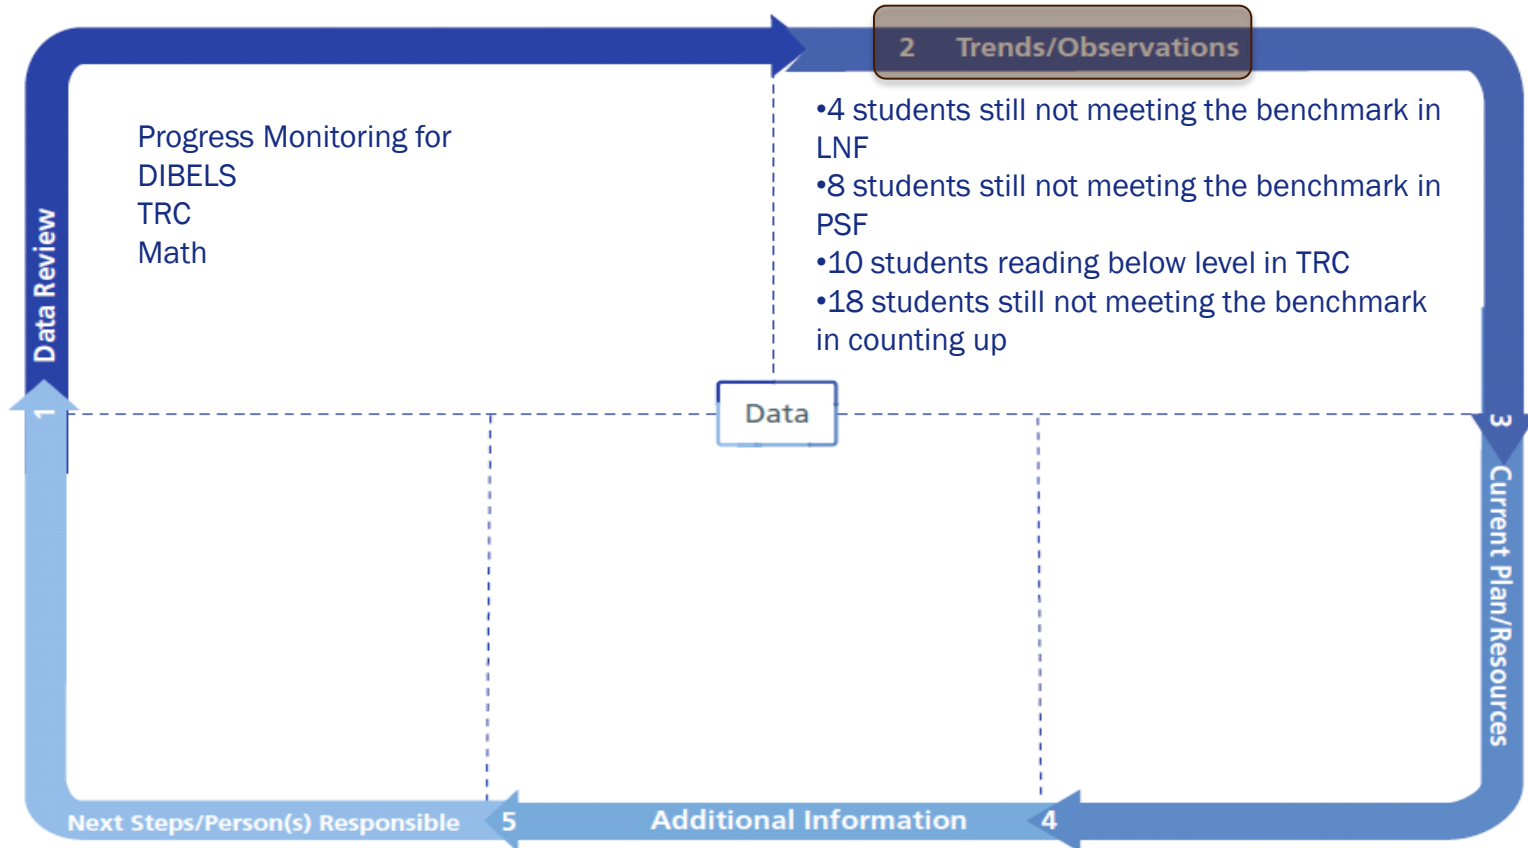 2 Trends/Observations
Progress Monitoring for
DIBELS
TRC
Math
•4 students still not meeting the benchmark in
LNF
•8 students still not meeting the benchmark in
PSF
•10 students reading below level in TRC
•18 students still not meeting the benchmark
in counting up
1 Data Review
Data
3 Current Plan/Resources
4
Additional Information
5
Next Steps/Person(s) Responsible